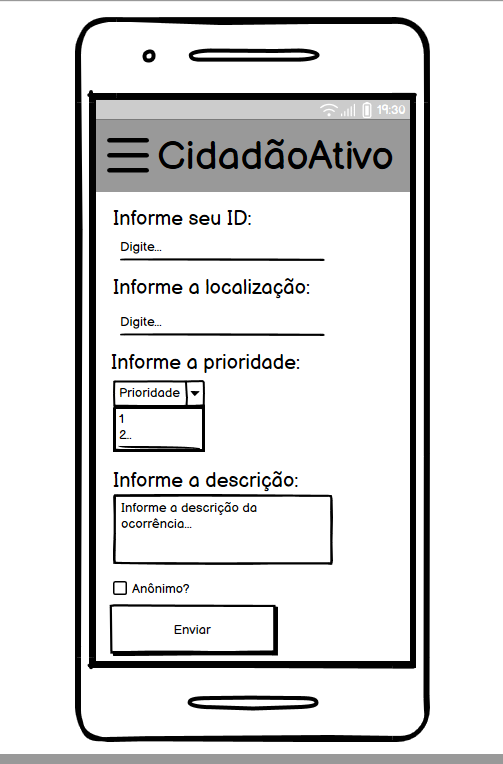 19:30
CidadãoAtivo
Informe seu ID:
Digite...
Informe a localização:
Digite...
Informe a prioridade:
Prioridade
1
2..
Informe a descrição:
Informe a descrição da
ocorrência...
Anônimo?
Enviar